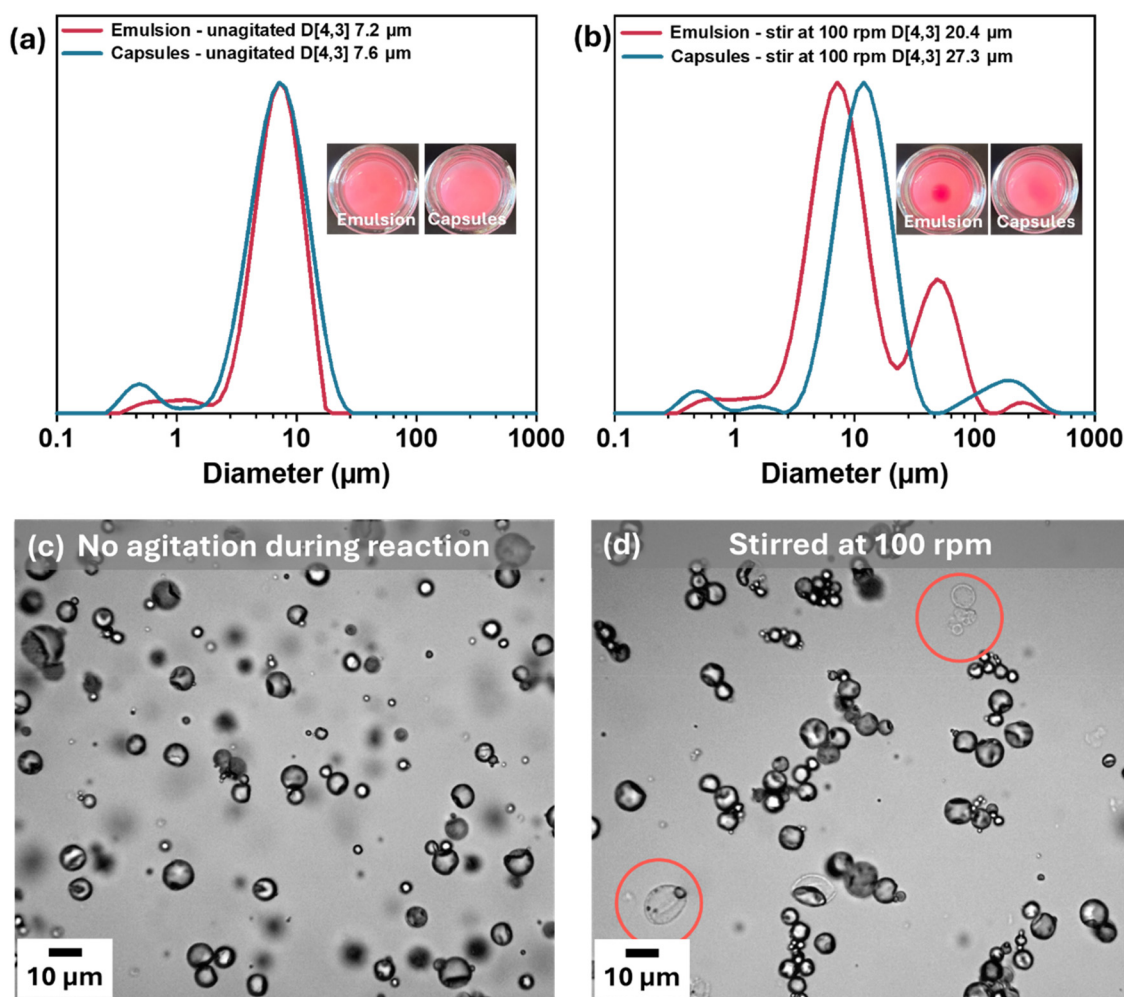 (a)
Emulsion - unagitated D[4,3] 7.2 µm
Capsules - unagitated D[4,3] 7.6 µm
Emulsion
Capsules
0.1 1 10 100 1000
Diameter (µm)
(b)
Emulsion - stir at 100 rpm D[4,3] 20.4 µm
Capsules - stir at 100 rpm D[4,3] 27.3 µm
Emulsion
Capsules
0.1 1 10 100 1000
Diameter (µm)
(c) No agitation during reaction
10 µm
(d) Stirred at 100 rpm
10 µm